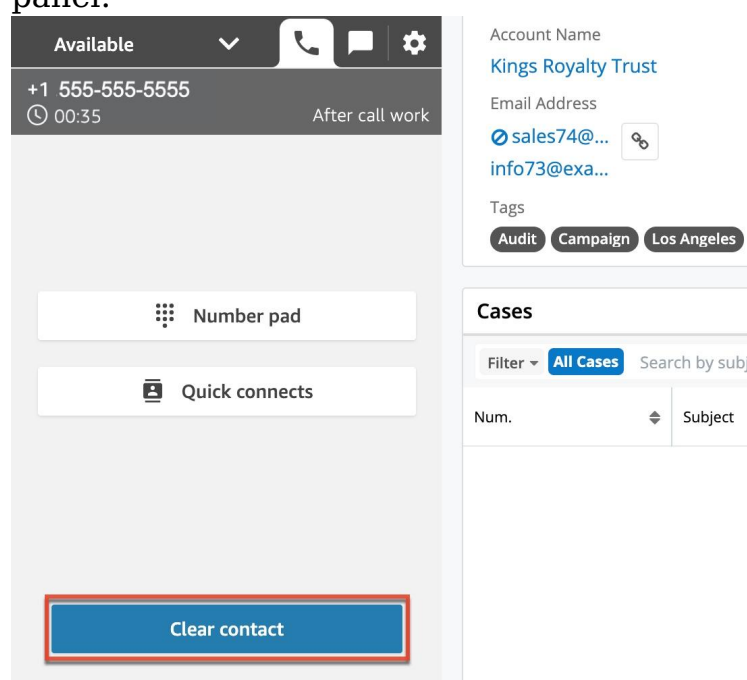 panel.
Available
+1 555-555-5555
00:35 After call work
Number pad
Quick connects
Clear contact
Account Name
Kings Royalty Trust
Email Address
sales74@...
info73@exa...
Tags
Audit Campaign Los Angeles
Cases
Filter All Cases Search by subj
Num. Subject